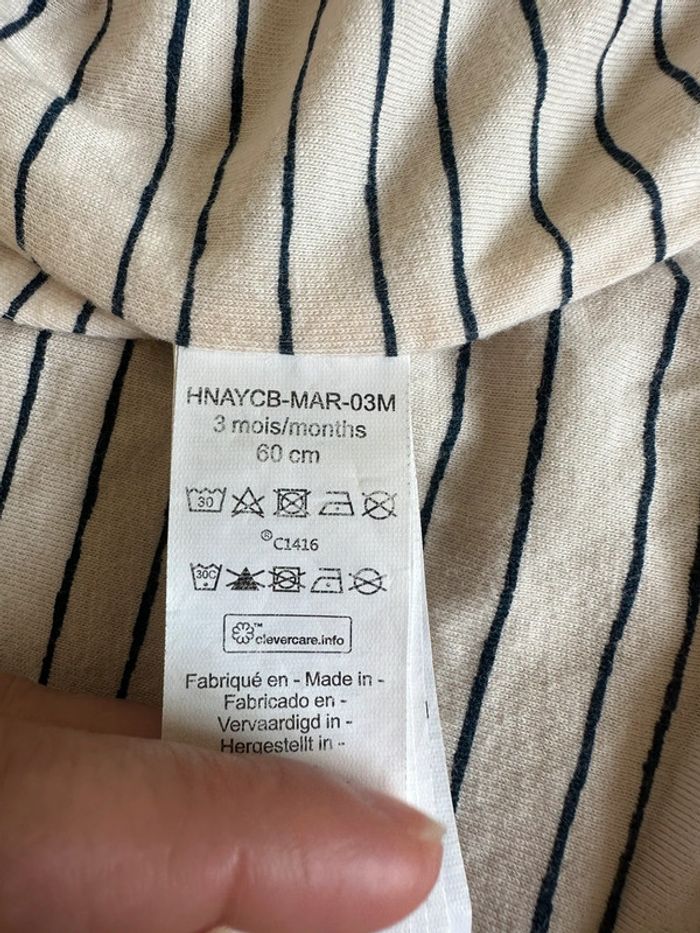 HNAYCB-MAR-03M
3 mois/months
60 cm
30
®C1416
30C
™
clevercare.info
Fabriqué en - Made in -
Fabricado en -
Vervaardigd in -
Hergestellt in -